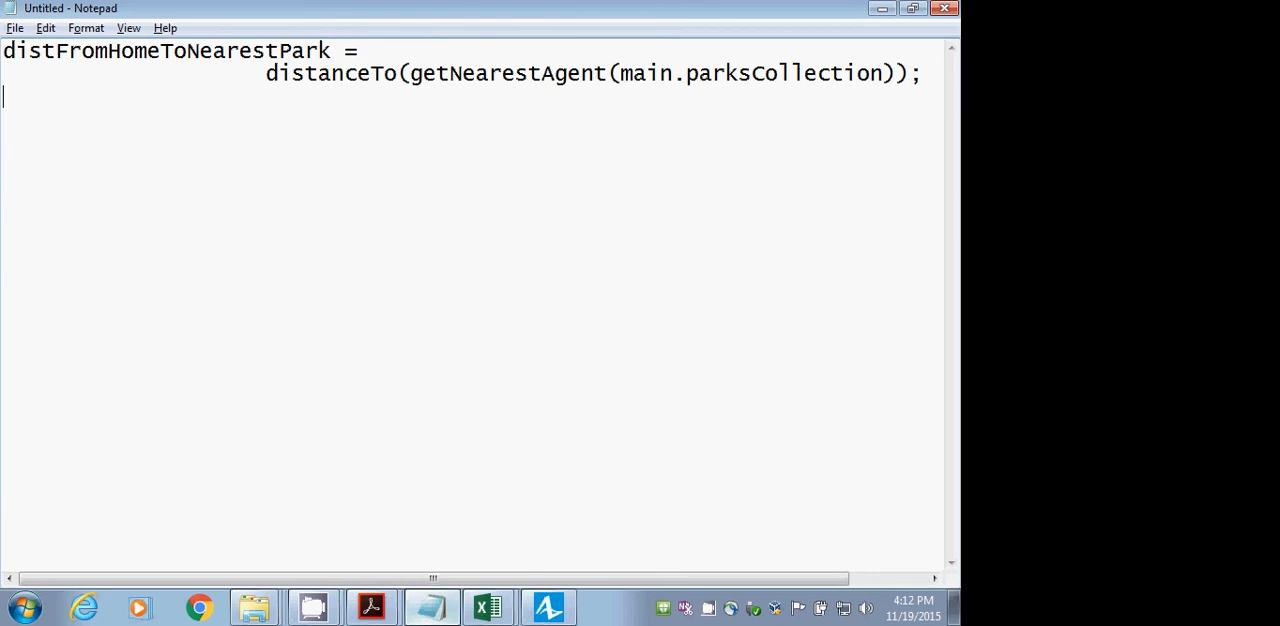 Untitled - Notepad
File Edit Format View Help
distFromHomeToNearestPark =
distanceTo(getNearestAgent(main.parksCollection));
4:12 PM
11/19/2015